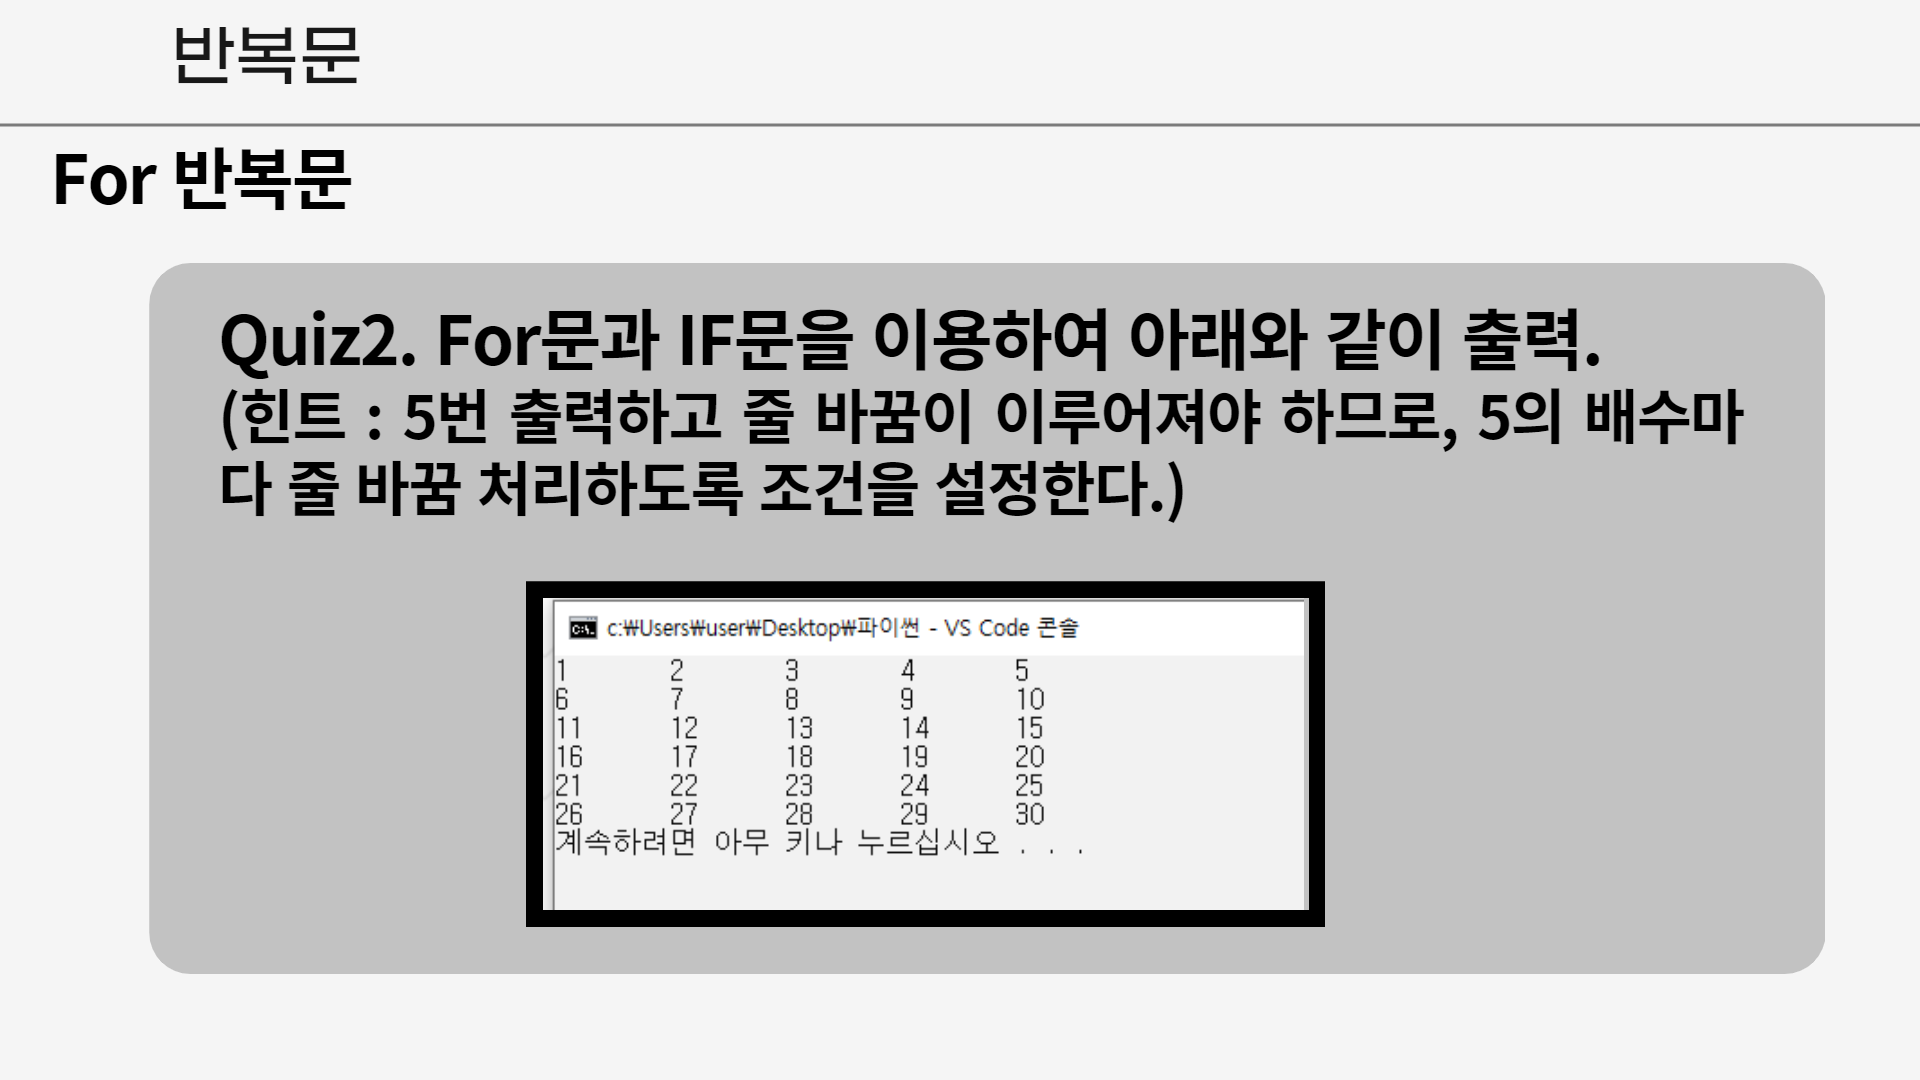 반복문
For 반복문
Quiz2. For문과 IF문을 이용하여 아래와 같이 출력.
(힌트 : 5번 출력하고 줄 바꿈이 이루어져야 하므로, 5의 배수마
다 줄 바꿈 처리하도록 조건을 설정한다.)
c:₩Users₩user₩Desktop₩파이썬 - VS Code 콘솔
1 2 3 4 5
6 7 8 9 10
11 12 13 14 15
16 17 18 19 20
21 22 23 24 25
26 27 28 29 30
계속하려면 아무 키나 누르십시오 . . .